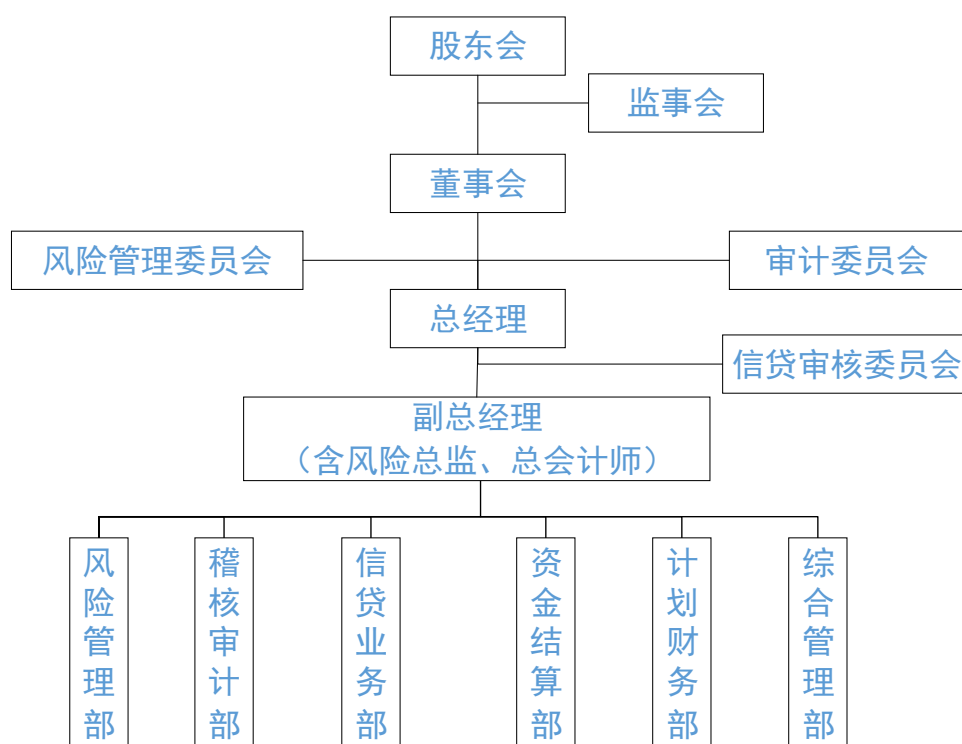 股东会
监事会
董事会
风险管理委员会
审计委员会
总经理
信贷审核委员会
副总经理
（含风险总监、总会计师）
风险管理部
稽核审计部
信贷业务部
资金结算部
计划财务部
综合管理部